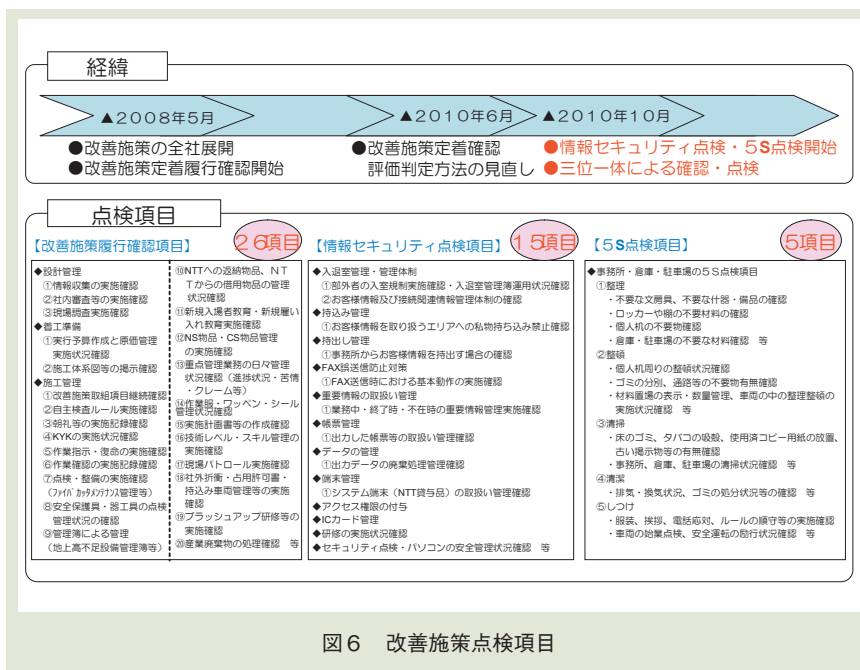 経緯
▲2008年5月
▲2010年6月
▲2010年10月
●改善施策の全社展開
●改善施策定着履行確認開始
●改善施策定着確認
評価判定方法の見直し
●情報セキュリティ点検・5S点検開始
●三位一体による確認・点検
点検項目
【改善施策履行確認項目】
26項目
◆設計管理
①情報収集の実施確認
②社内審査等の実施確認
③現場調査実施確認
◆着工準備
①実行予算作成と原価管理
実施状況確認
②施工体系図等の掲示確認
◆施工管理
①改善施策取組項目継続確認
②自主検査ルール実施確認
③朝礼等の実施記録確認
④KYKの実施状況確認
⑤作業指示・復命の実施確認
⑥作業確認の実施記録確認
⑦点検・整備の実施確認
(ファイバカッタメンテナンス管理等)
⑧安全保護具・器工具の点検
管理状況の確認
⑨管理簿による管理
(地上高不足設備管理簿等)
⑩NTTへの返納物品、NT
Tからの借用物品の管理
状況確認
⑪新規入場者教育・新規雇い
入れ教育実施確認
⑫NS物品・CS物品管理
の実施確認
⑬重点管理業務の日々管理
状況確認(進捗状況・苦情
・クレーム等)
⑭作業服・ワッペン・シール
管理状況確認
⑮実施計画書等の作成確認
⑯技術レベル・スキル管理の
実施確認
⑰現場パトロール実施確認
⑱社外折衝・占用許可書・
持込み車両管理等の実施
確認
⑲ブラッシュアップ研修等の
実施確認
⑳産業廃棄物の処理確認 等
【情報セキュリティ点検項目】
15項目
◆入退室管理・管理体制
①部外者の入室規制実施確認・入退室管理簿運用状況確認
②お客様情報及び接続関連情報管理体制の確認
◆持込み管理
①お客様情報を取り扱うエリアへの私物持ち込み禁止確認
◆持出し管理
①事務所からお客様情報を持出す場合の確認
◆FAX誤送信防止対策
①FAX送信時における基本動作の実施確認
◆重要情報の取扱い管理
①業務中・終了時・不在時の重要情報管理実施確認
◆帳票管理
①出力した帳票等の取扱い管理確認
◆データの管理
①出力データの廃棄処理管理確認
◆端末管理
①システム端末(NTT貸与品)の取扱い管理確認
◆アクセス権限の付与
◆ICカード管理
◆研修の実施状況確認
◆セキュリティ点検・パソコンの安全管理状況確認 等
【5S点検項目】
5項目
◆事務所・倉庫・駐車場の5S点検項目
①整理
・不要な文房具、不要な什器・備品の確認
・ロッカーや棚の不要材料の確認
・個人机の不要物確認
・倉庫・駐車場の不要な材料確認 等
②整頓
・個人机周りの整頓状況確認
・ゴミの分別、通路等の不要物有無確認
・材料置場の表示・数量管理、車両の中の整理整頓の
実施状況確認 等
③清掃
・床のゴミ、タバコの吸殻、使用済コピー用紙の放置、
古い掲示物等の有無確認
・事務所、倉庫、駐車場の清掃状況確認 等
④清潔
・排気・換気状況、ゴミの処分状況等の確認 等
⑤しつけ
・服装、挨拶、電話応対、ルールの順守等の実施確認
・車両の始業点検、安全運転の励行状況確認 等
図6 改善施策点検項目